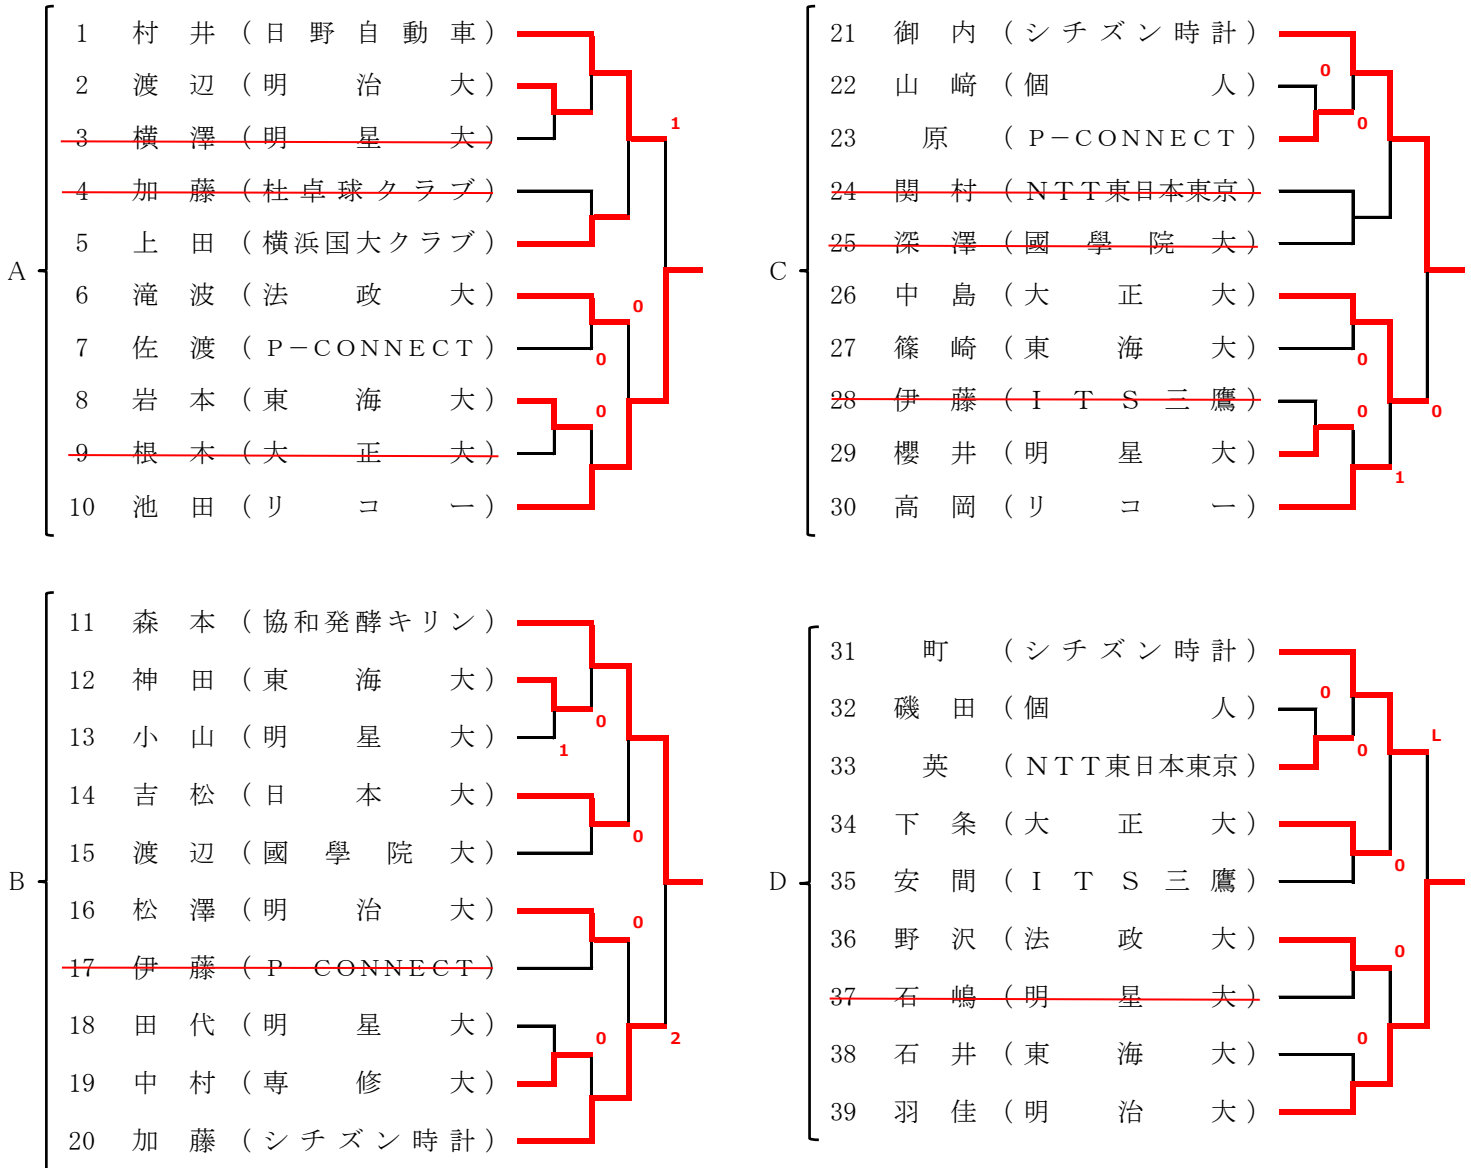 A
1 村井（日野自動車）
2 渡辺（明治大）
3 横澤（明星大）
4 加藤（杜卓球クラブ）
5 上田（横浜国大クラブ）
6 滝波（法政大）
7 佐渡（P−CONNECT）
8 岩本（東海大）
9 根本（大正大）
10 池田（リコー）
1
0
0
0
B
11 森本（協和発酵キリン）
12 神田（東海大）
13 小山（明星大）
14 吉松（日本大）
15 渡辺（國學院大）
16 松澤（明治大）
17 伊藤（P−CONNECT）
18 田代（明星大）
19 中村（専修大）
20 加藤（シチズン時計）
0
1
0
0
0
2
C
21 御内（シチズン時計）
22 山﨑（個人）
23 原（P−CONNECT）
24 関村（NTT東日本東京）
25 深澤（國學院大）
26 中島（大正大）
27 篠崎（東海大）
28 伊藤（ITS三鷹）
29 櫻井（明星大）
30 高岡（リコー）
0
0
0
0
0
1
D
31 町（シチズン時計）
32 磯田（個人）
33 英（NTT東日本東京）
34 下条（大正大）
35 安間（ITS三鷹）
36 野沢（法政大）
37 石嶋（明星大）
38 石井（東海大）
39 羽佳（明治大）
0
L
0
0
0
0